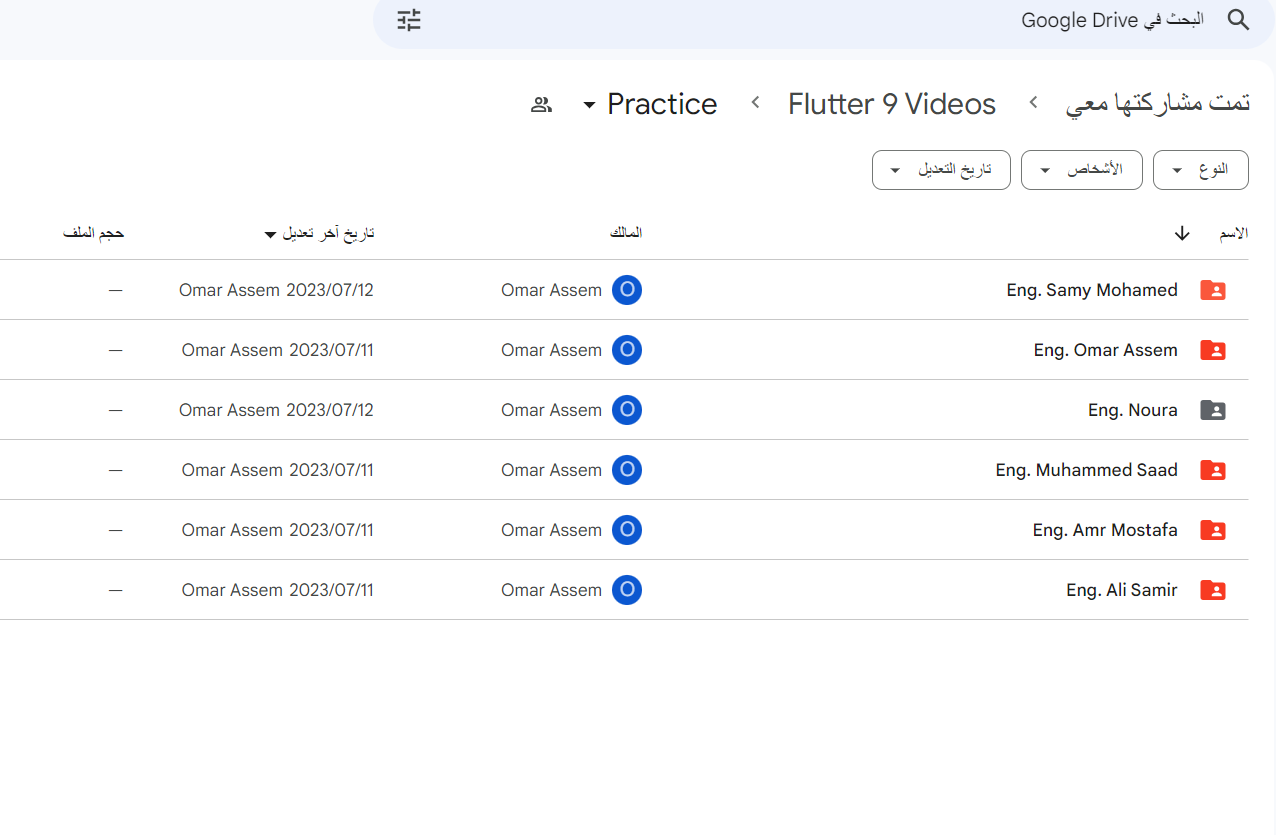 البحث في Google Drive
تمت مشاركتها معي Flutter 9 Videos Practice
النوع الأشخاص تاريخ التعديل
الاسم المالك تاريخ آخر تعديل حجم الملف
Eng. Samy Mohamed O Omar Assem 2023/07/12 Omar Assem —
Eng. Omar Assem O Omar Assem 2023/07/11 Omar Assem —
Eng. Noura O Omar Assem 2023/07/12 Omar Assem —
Eng. Muhammed Saad O Omar Assem 2023/07/11 Omar Assem —
Eng. Amr Mostafa O Omar Assem 2023/07/11 Omar Assem —
Eng. Ali Samir O Omar Assem 2023/07/11 Omar Assem —